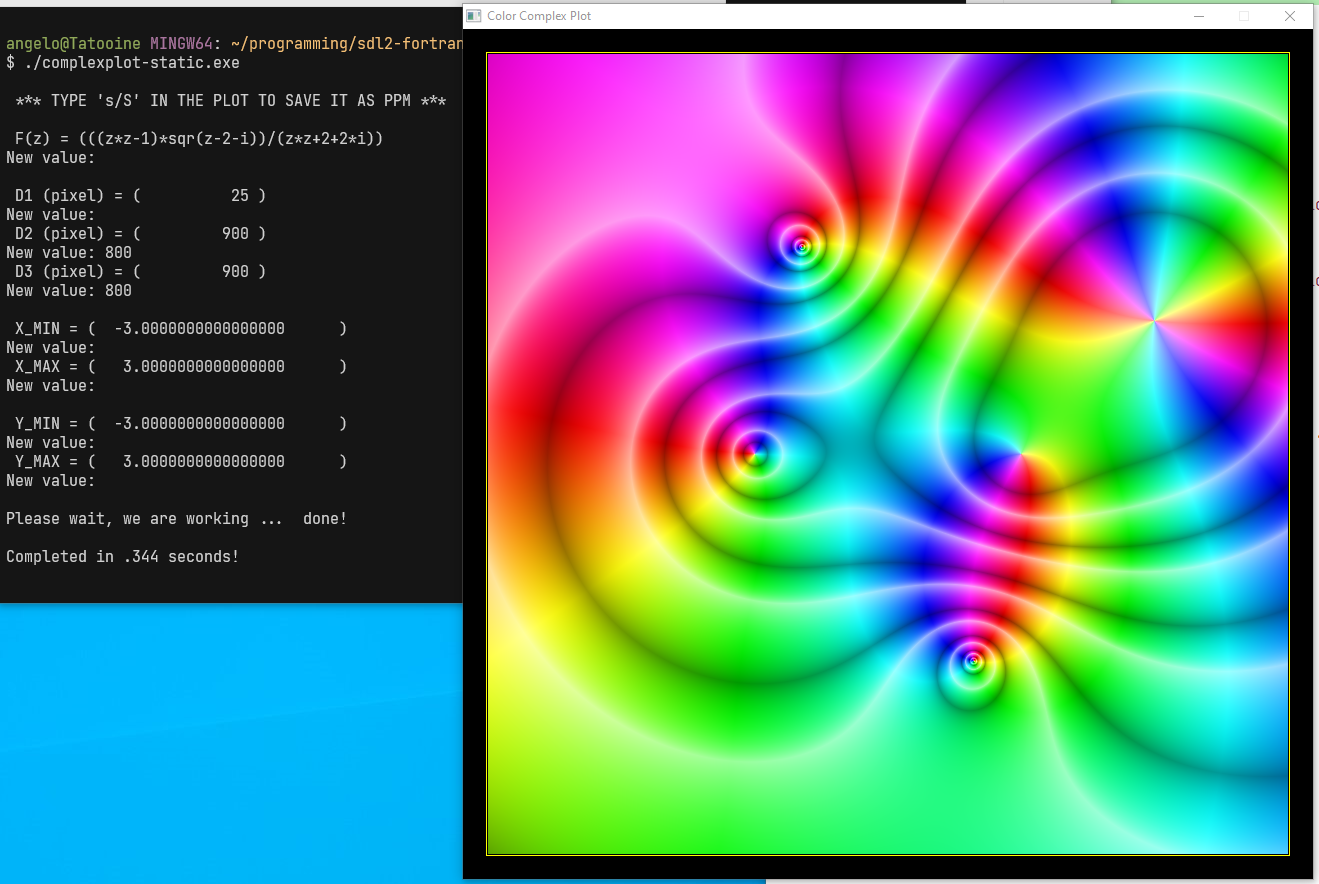 angelo@Tatooine MINGW64: ~/programming/sdl2-fortran
$ ./complexplot-static.exe
*** TYPE 's/S' IN THE PLOT TO SAVE IT AS PPM ***
F(z) = (((z*z-1)*sqr(z-2-i))/(z*z+2+2*i))
New value:
D1 (pixel) = ( 25 )
New value:
D2 (pixel) = ( 900 )
New value: 800
D3 (pixel) = ( 900 )
New value: 800
X_MIN = ( -3.0000000000000000 )
New value:
X_MAX = ( 3.0000000000000000 )
New value:
Y_MIN = ( -3.0000000000000000 )
New value:
Y_MAX = ( 3.0000000000000000 )
New value:
Please wait, we are working ... done!
Completed in .344 seconds!
Color Complex Plot